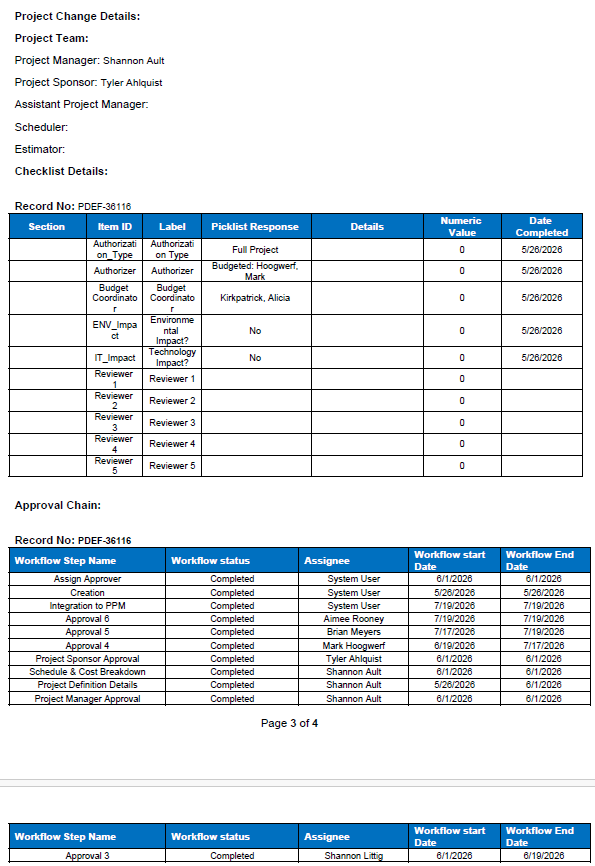 Project Change Details:
Project Team:
Project Manager: Shannon Ault
Project Sponsor: Tyler Ahlquist
Assistant Project Manager:
Scheduler:
Estimator:
Checklist Details:
Record No: PDEF-36116
Section Item ID Label Picklist Response Details Numeric Value Date Completed
Authorizati on_Type Authorizati on Type Full Project 0 5/26/2026
Authorizer Authorizer Budgeted: Hoogwerf, Mark 0 5/26/2026
Budget Coordinato r Budget Coordinato r Kirkpatrick, Alicia 0 5/26/2026
ENV_Impa ct Environme ntal Impact? No 0 5/26/2026
IT_Impact Technology Impact? No 0 5/26/2026
Reviewer 1 Reviewer 1 0
Reviewer 2 Reviewer 2 0
Reviewer 3 Reviewer 3 0
Reviewer 4 Reviewer 4 0
Reviewer 5 Reviewer 5 0
Approval Chain:
Record No: PDEF-36116
Workflow Step Name Workflow status Assignee Workflow start Date Workflow End Date
Assign Approver Completed System User 6/1/2026 6/1/2026
Creation Completed System User 5/26/2026 5/26/2026
Integration to PPM Completed System User 7/19/2026 7/19/2026
Approval 6 Completed Aimee Rooney 7/19/2026 7/19/2026
Approval 5 Completed Brian Meyers 7/17/2026 7/19/2026
Approval 4 Completed Mark Hoogwerf 6/19/2026 7/17/2026
Project Sponsor Approval Completed Tyler Ahlquist 6/1/2026 6/1/2026
Schedule & Cost Breakdown Completed Shannon Ault 6/1/2026 6/1/2026
Project Definition Details Completed Shannon Ault 5/26/2026 6/1/2026
Project Manager Approval Completed Shannon Ault 6/1/2026 6/1/2026
Page 3 of 4
Workflow Step Name Workflow status Assignee Workflow start Date Workflow End Date
Approval 3 Completed Shannon Littig 6/1/2026 6/19/2026